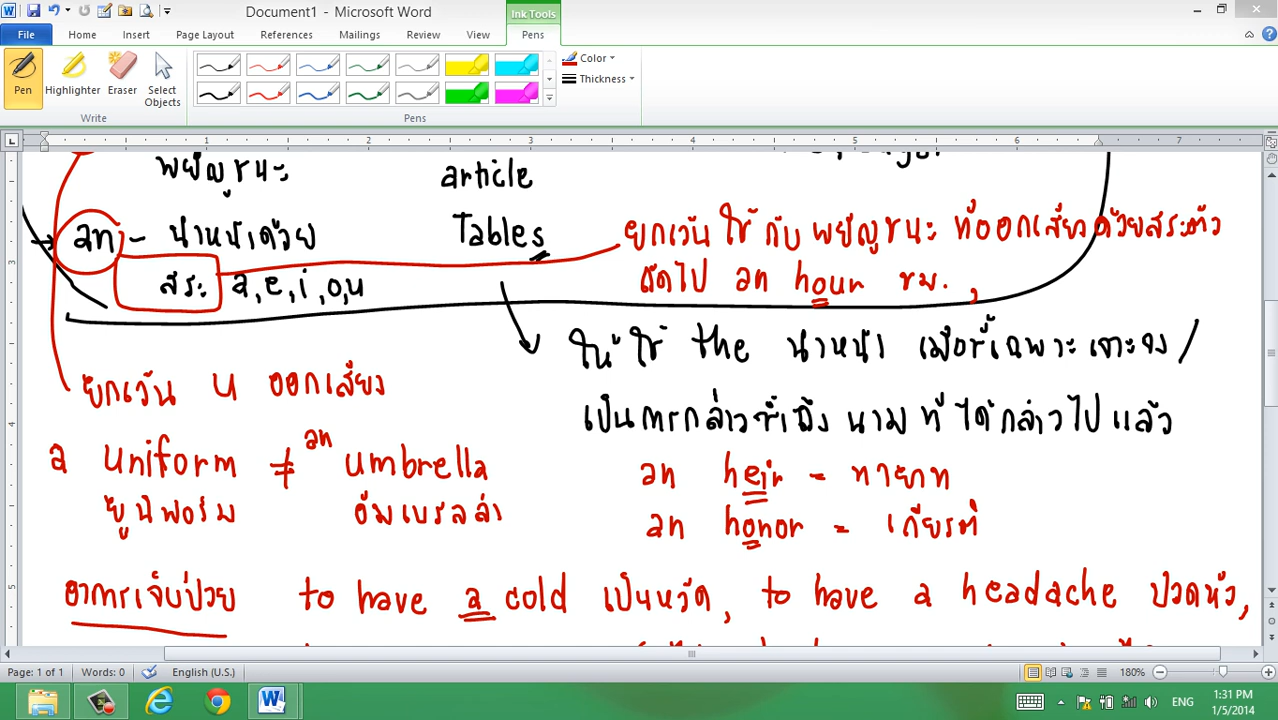 Document1 - Microsoft Word
Ink Tools
File Home Insert Page Layout References Mailings Review View Pens
Pen Highlighter Eraser Select Objects
Color
Thickness
Write
Pens
1 2 3 4 5 6 7
พยัญชนะ article
an - นำหน้าด้วย Tables
สระ a, e, i, o, u
ยกเว้น ใช้ กับ พยัญชนะ ที่ออกเสียงด้วยสระตัว
ถัดไป an hour ชม. ,
ให้ใช้ the นำหน้า เมื่อชี้เฉพาะเจาะจง /
เป็นการกล่าวซ้ำถึง นาม ที่ ได้กล่าวไปแล้ว
ยกเว้น u ออกเสียง
a uniform ≠ an umbrella
ยูนิฟอร์ม อัมเบรลล่า
an heir = ทายาท
an honor = เกียรติ
อาการเจ็บป่วย to have a cold เป็นหวัด, to have a headache ปวดหัว,
Page: 1 of 1 Words: 0 English (U.S.) 180%
ENG 1:31 PM
1/5/2014